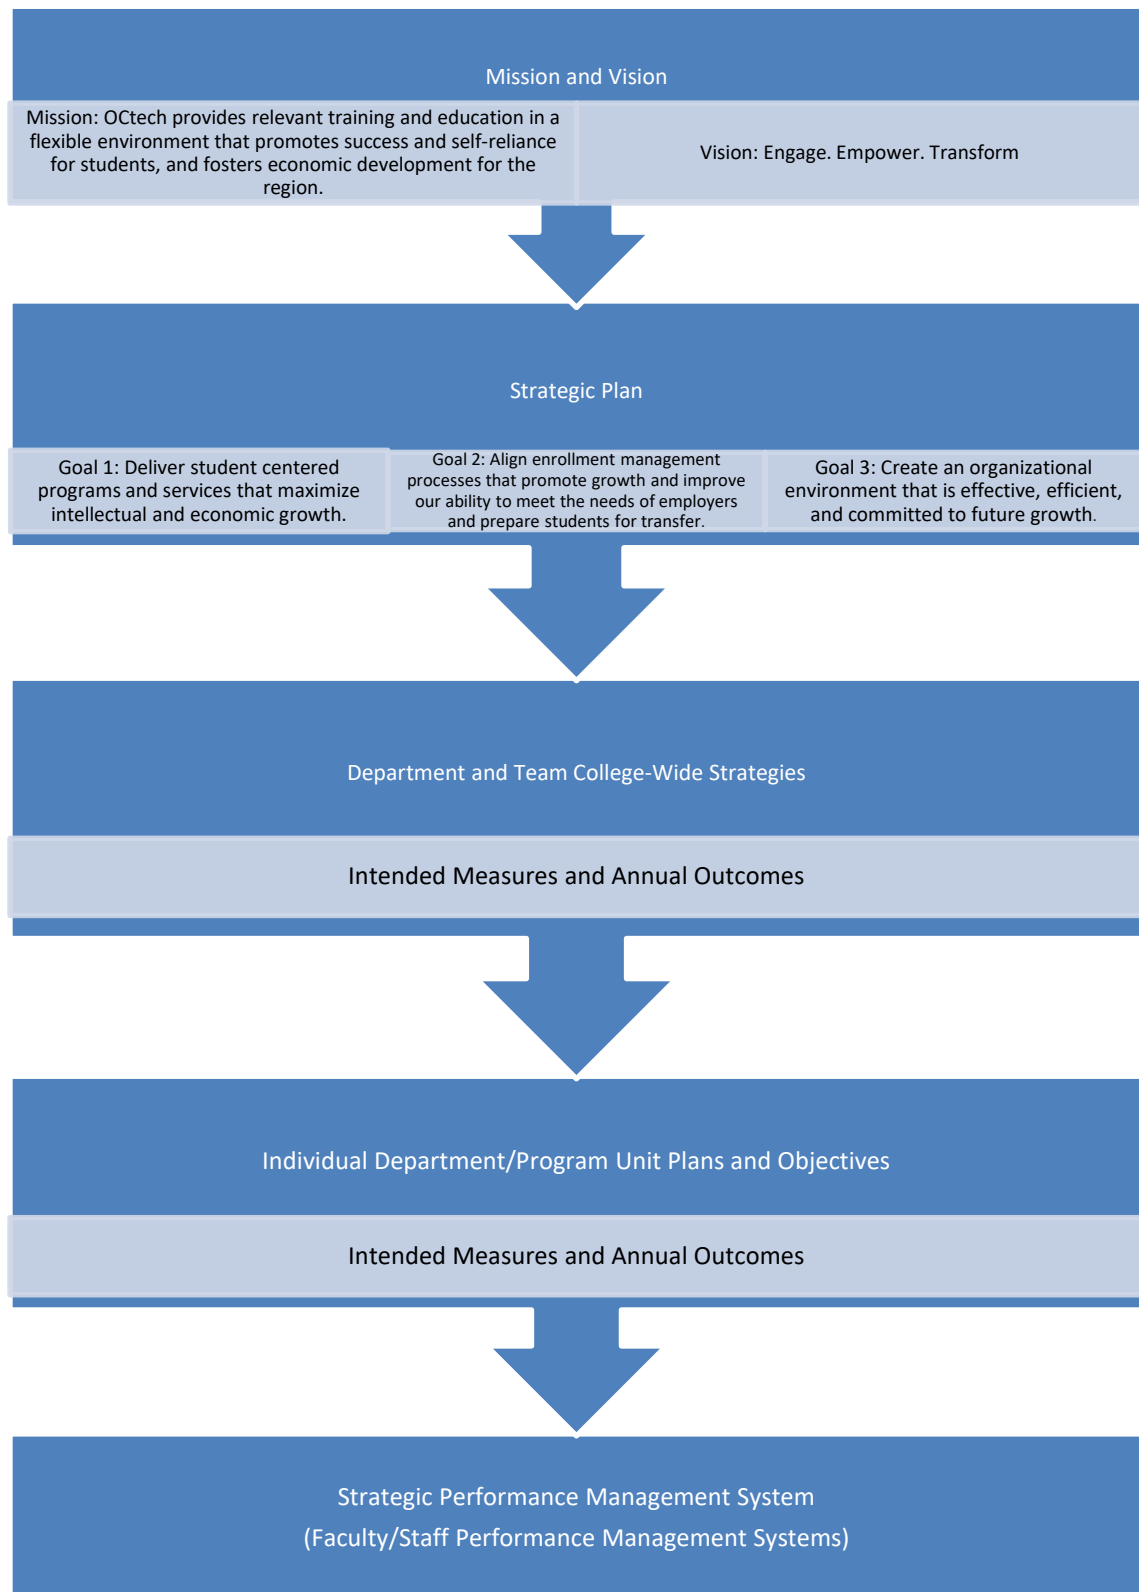 Mission and Vision
Mission: OCtech provides relevant training and education in a
flexible environment that promotes success and self-reliance
for students, and fosters economic development for the
region.
Vision: Engage. Empower. Transform
Strategic Plan
Goal 1: Deliver student centered
programs and services that maximize
intellectual and economic growth.
Goal 2: Align enrollment management
processes that promote growth and improve
our ability to meet the needs of employers
and prepare students for transfer.
Goal 3: Create an organizational
environment that is effective, efficient,
and committed to future growth.
Department and Team College-Wide Strategies
Intended Measures and Annual Outcomes
Individual Department/Program Unit Plans and Objectives
Intended Measures and Annual Outcomes
Strategic Performance Management System
(Faculty/Staff Performance Management Systems)